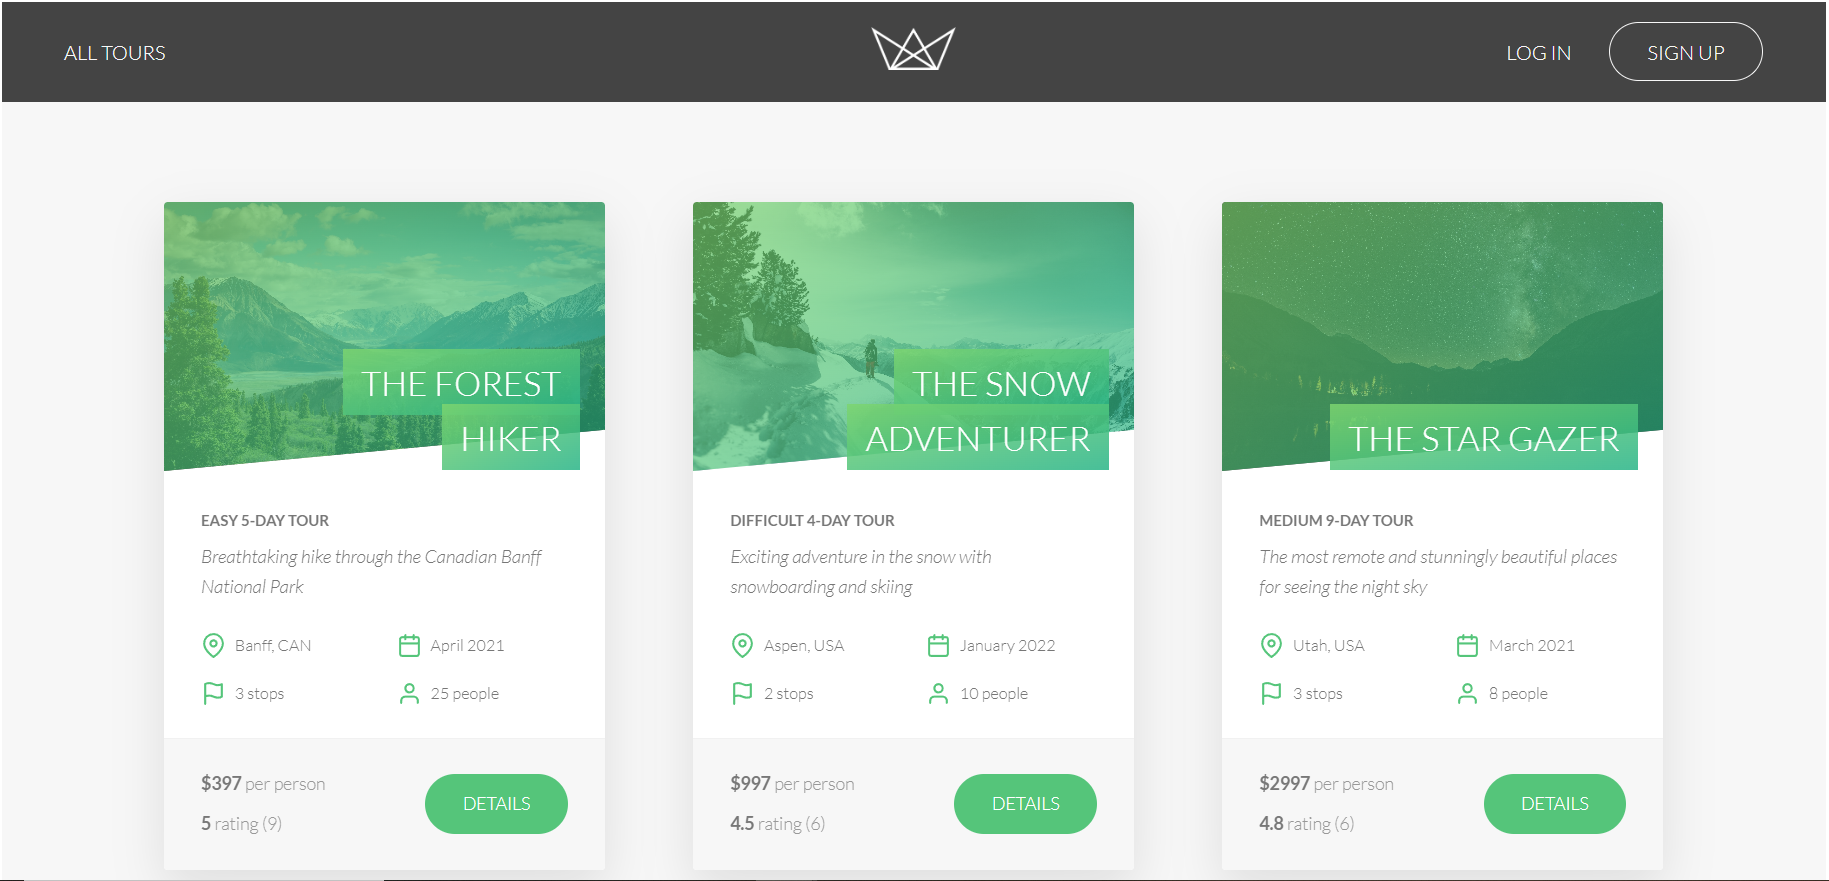 ALL TOURS
LOG IN
SIGN UP
THE FOREST
HIKER
EASY 5-DAY TOUR
Breathtaking hike through the Canadian Banff
National Park
Banff, CAN
April 2021
3 stops
25 people
$397 per person
5 rating (9)
DETAILS
THE SNOW
ADVENTURER
DIFFICULT 4-DAY TOUR
Exciting adventure in the snow with
snowboarding and skiing
Aspen, USA
January 2022
2 stops
10 people
$997 per person
4.5 rating (6)
DETAILS
THE STAR GAZER
MEDIUM 9-DAY TOUR
The most remote and stunningly beautiful places
for seeing the night sky
Utah, USA
March 2021
3 stops
8 people
$2997 per person
4.8 rating (6)
DETAILS